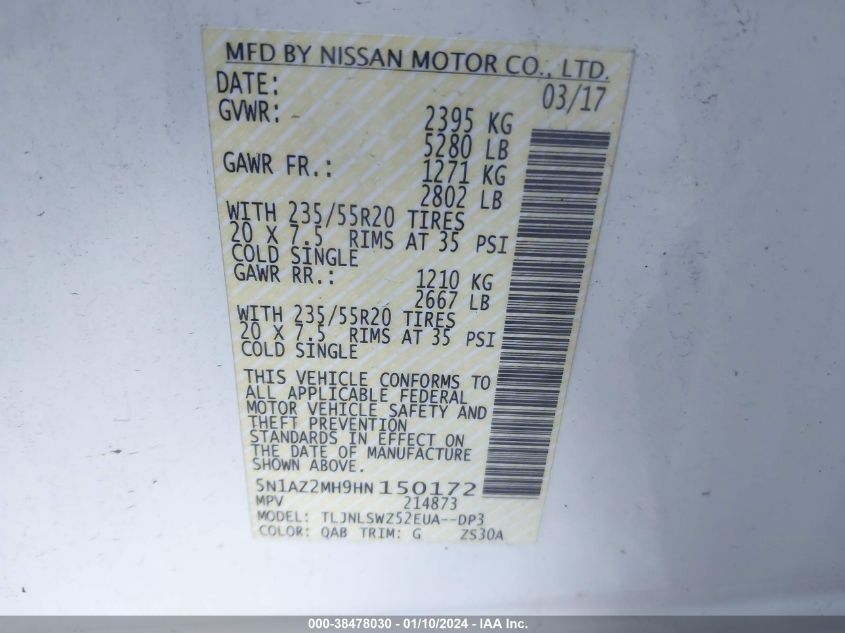 MFD BY NISSAN MOTOR CO., LTD.
DATE: 03/17
GVWR: 2395 KG
5280 LB
GAWR FR.: 1271 KG
2802 LB
WITH 235/55R20 TIRES
20 X 7.5 RIMS AT 35 PSI
COLD SINGLE
GAWR RR.: 1210 KG
2667 LB
WITH 235/55R20 TIRES
20 X 7.5 RIMS AT 35 PSI
COLD SINGLE
THIS VEHICLE CONFORMS TO
ALL APPLICABLE FEDERAL
MOTOR VEHICLE SAFETY AND
THEFT PREVENTION
STANDARDS IN EFFECT ON
THE DATE OF MANUFACTURE
SHOWN ABOVE.
5N1AZ2MH9HN150172
MPV 214873
MODEL: TLJNLSWZ52EUA--DP3
COLOR: QAB TRIM: G ZS30A
000-38478030 - 01/10/2024 - IAA Inc.